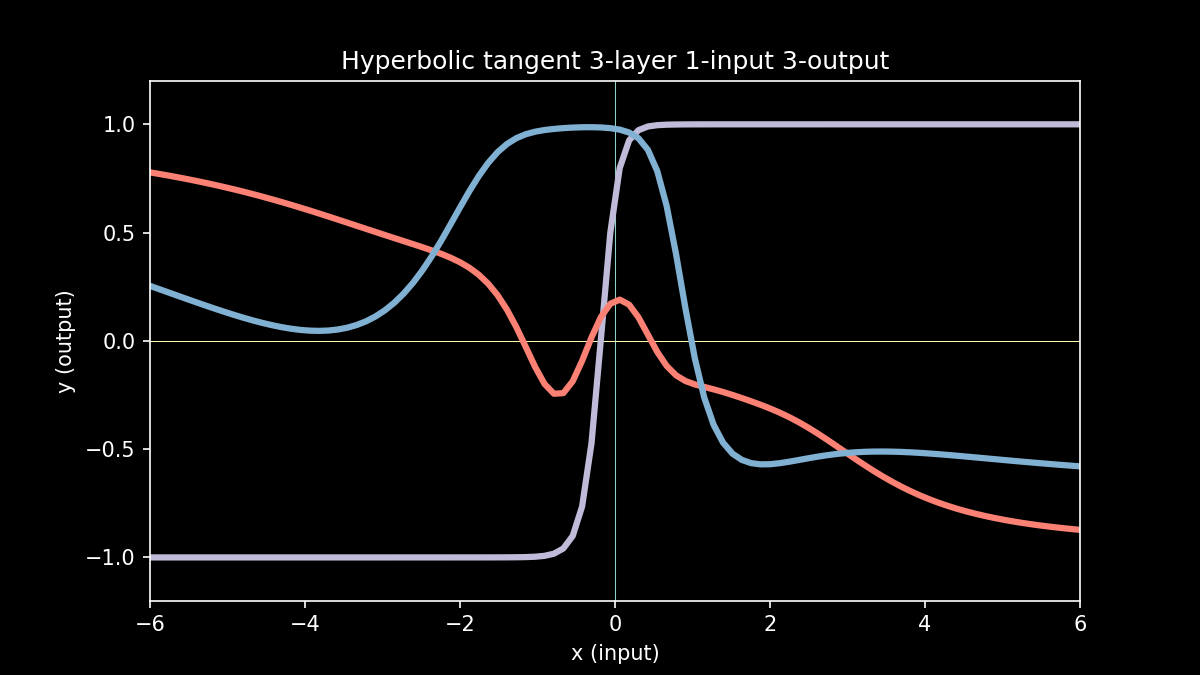 Hyperbolic tangent 3-layer 1-input 3-output
1.0
0.5
0.0
−0.5
−1.0
y (output)
−6 −4 −2 0 2 4 6
x (input)